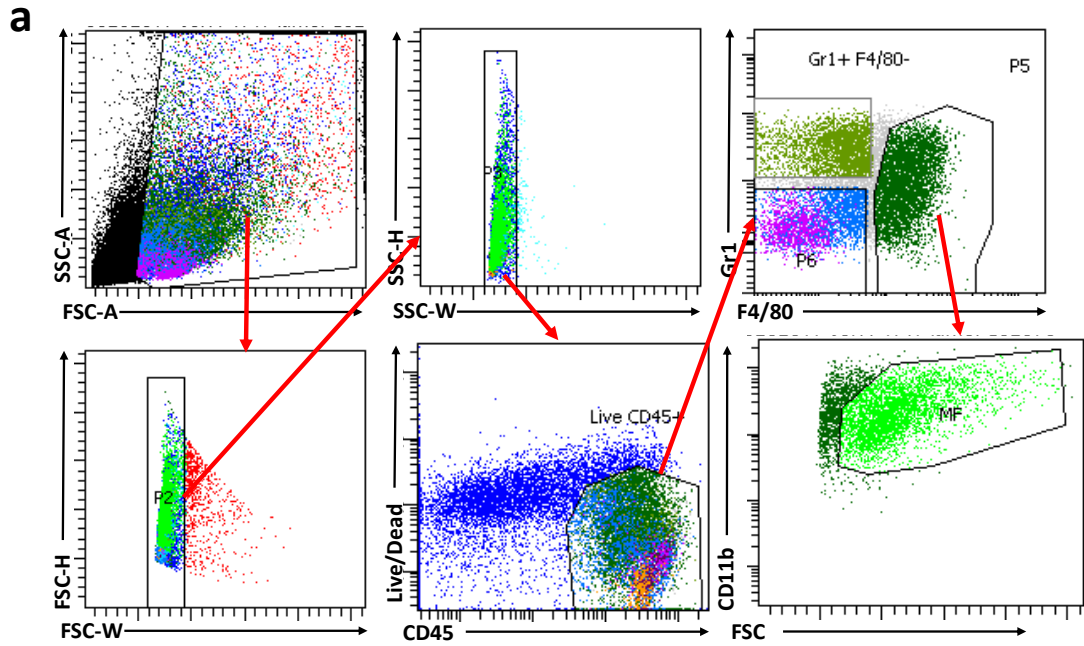 a
SSC-A
P1
FSC-A
SSC-H
P3
SSC-W
Gr1+ F4/80-
P5
P6
Gr1
F4/80
FSC-H
P2
FSC-W
Live/Dead
Live CD45+
CD45
CD11b
MF
FSC